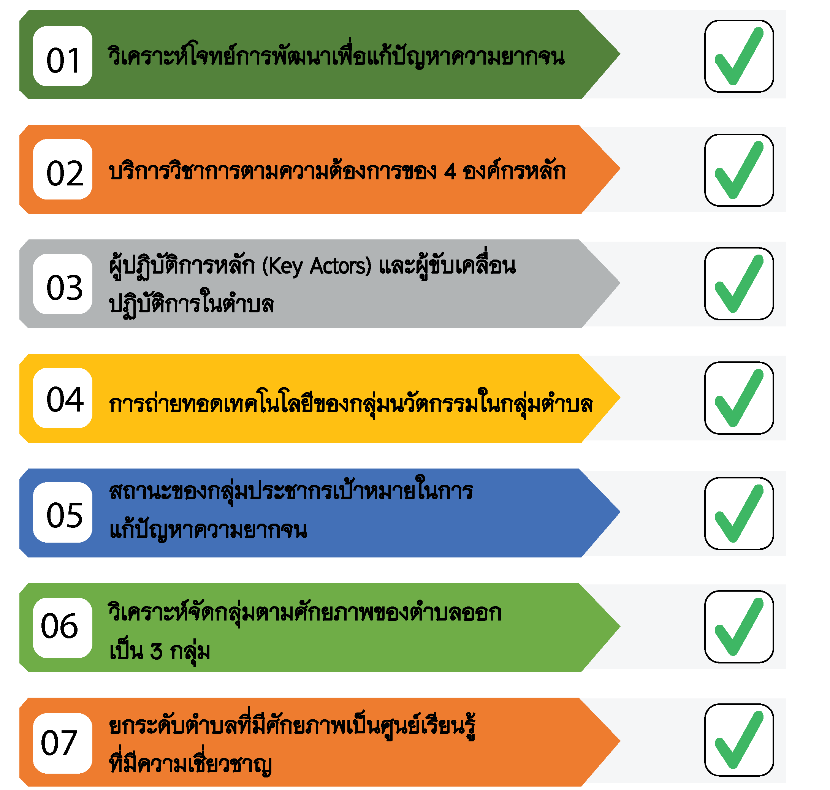 01 วิเคราะห์โจทย์การพัฒนาเพื่อแก้ปัญหาความยากจน
02 บริการวิชาการตามความต้องการของ 4 องค์กรหลัก
03 ผู้ปฏิบัติการหลัก (Key Actors) และผู้ขับเคลื่อน
ปฏิบัติการในตำบล
04 การถ่ายทอดเทคโนโลยีของกลุ่มนวัตกรรมในกลุ่มตำบล
05 สถานะของกลุ่มประชากรเป้าหมายในการ
แก้ปัญหาความยากจน
06 วิเคราะห์จัดกลุ่มตามศักยภาพของตำบลออก
เป็น 3 กลุ่ม
07 ยกระดับตำบลที่มีศักยภาพเป็นศูนย์เรียนรู้
ที่มีความเชี่ยวชาญ